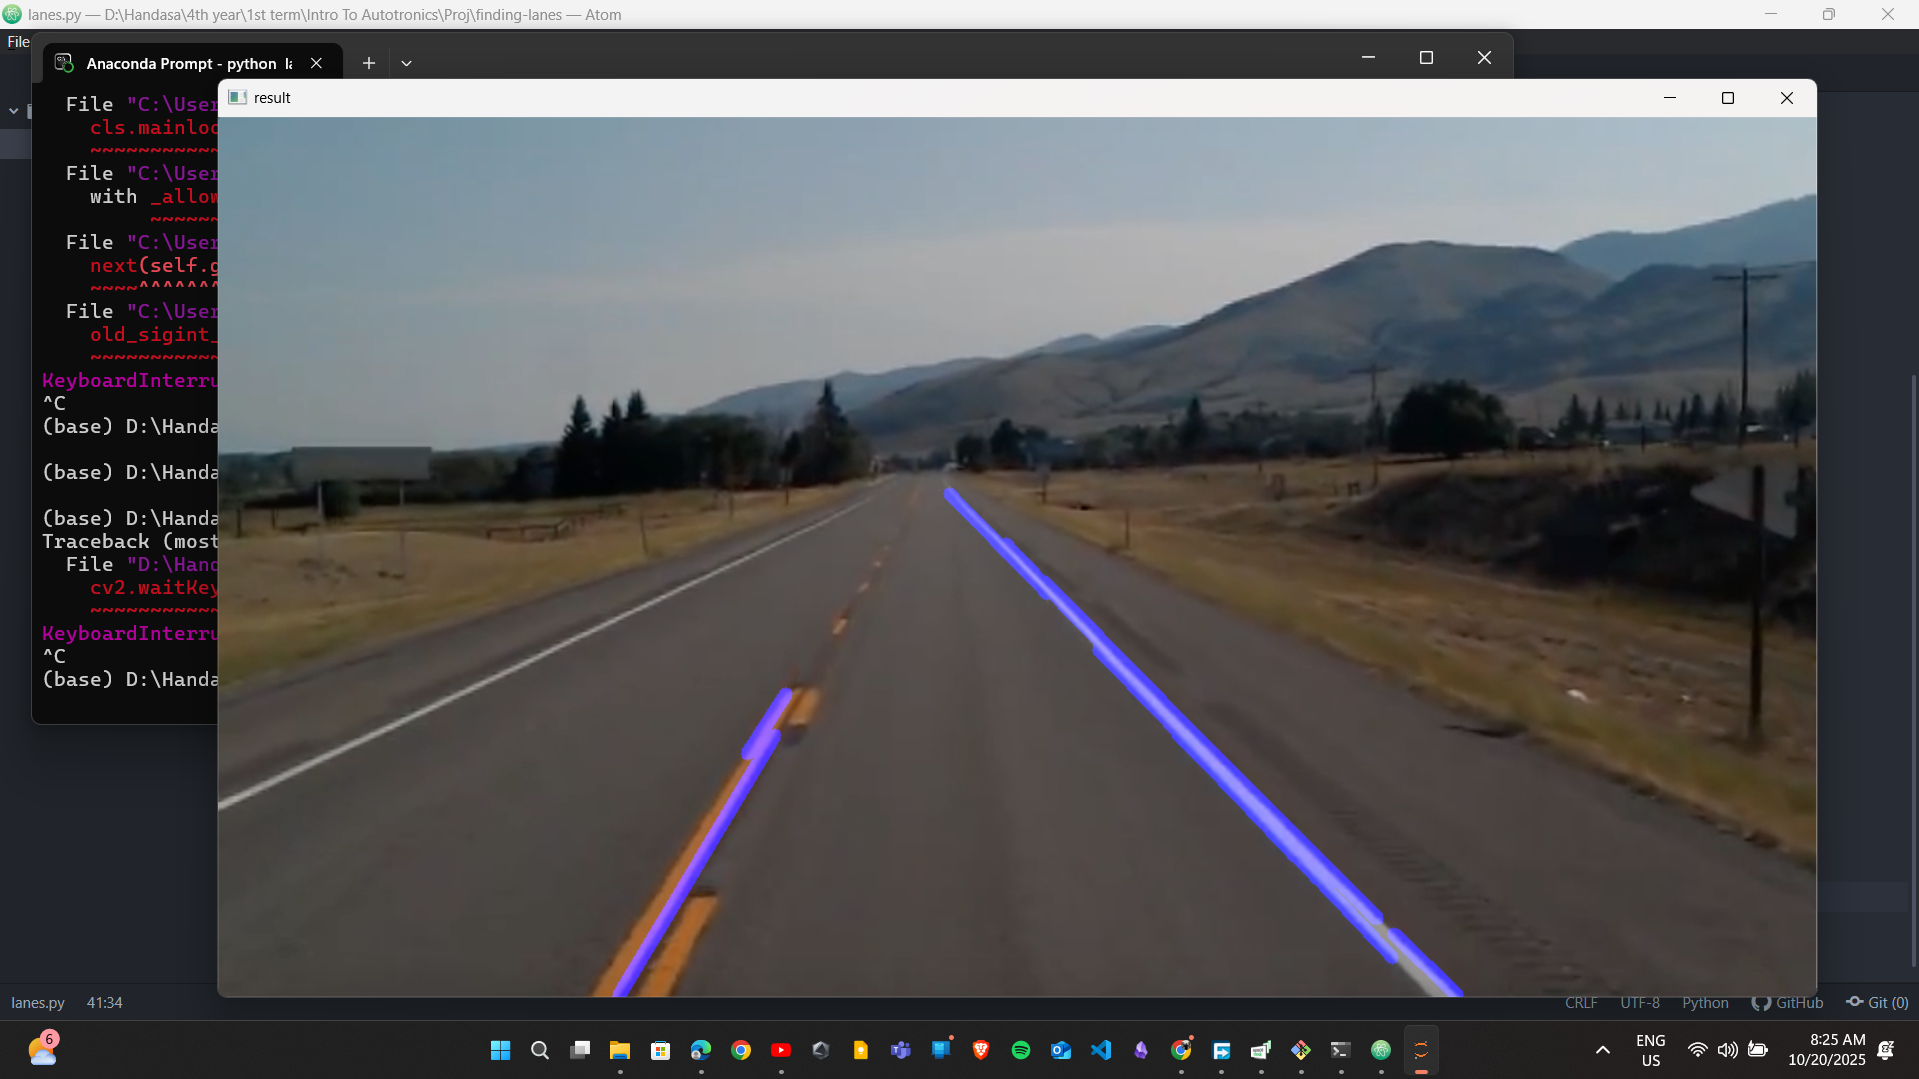 lanes.py — D:\Handasa\4th year\1st term\Intro To Autotronics\Proj\finding-lanes — Atom
File
Anaconda Prompt - python
result
File "C:\User
cls.mainloo
~~~~~~~~~~~
File "C:\User
with _allow
~~~~~~
File "C:\User
next(self.g
~~~~^^^^^^^
File "C:\User
old_sigint_
~~~~~~~~~~~
KeyboardInterru
^C
(base) D:\Handa
(base) D:\Handa
(base) D:\Handa
Traceback (most
File "D:\Hand
cv2.waitKey
~~~~~~~~~~~
KeyboardInterru
^C
(base) D:\Handa
lanes.py 41:34
CRLF UTF-8 Python GitHub Git (0)
6
ENG
US
8:25 AM
10/20/2025